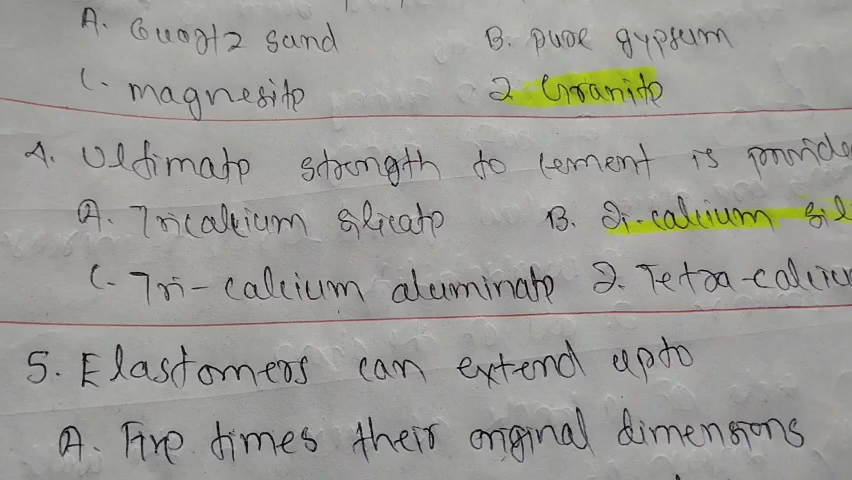 A. Quartz sand B. pure gypsum
C. magnesite D. Granite
4. Ultimate strength to cement is provide
A. Tricalcium silicate B. Di-calcium sil
C. Tri-calcium aluminate D. Tetra-calciu
5. Elastomers can extend upto
A. Five times their original dimensions